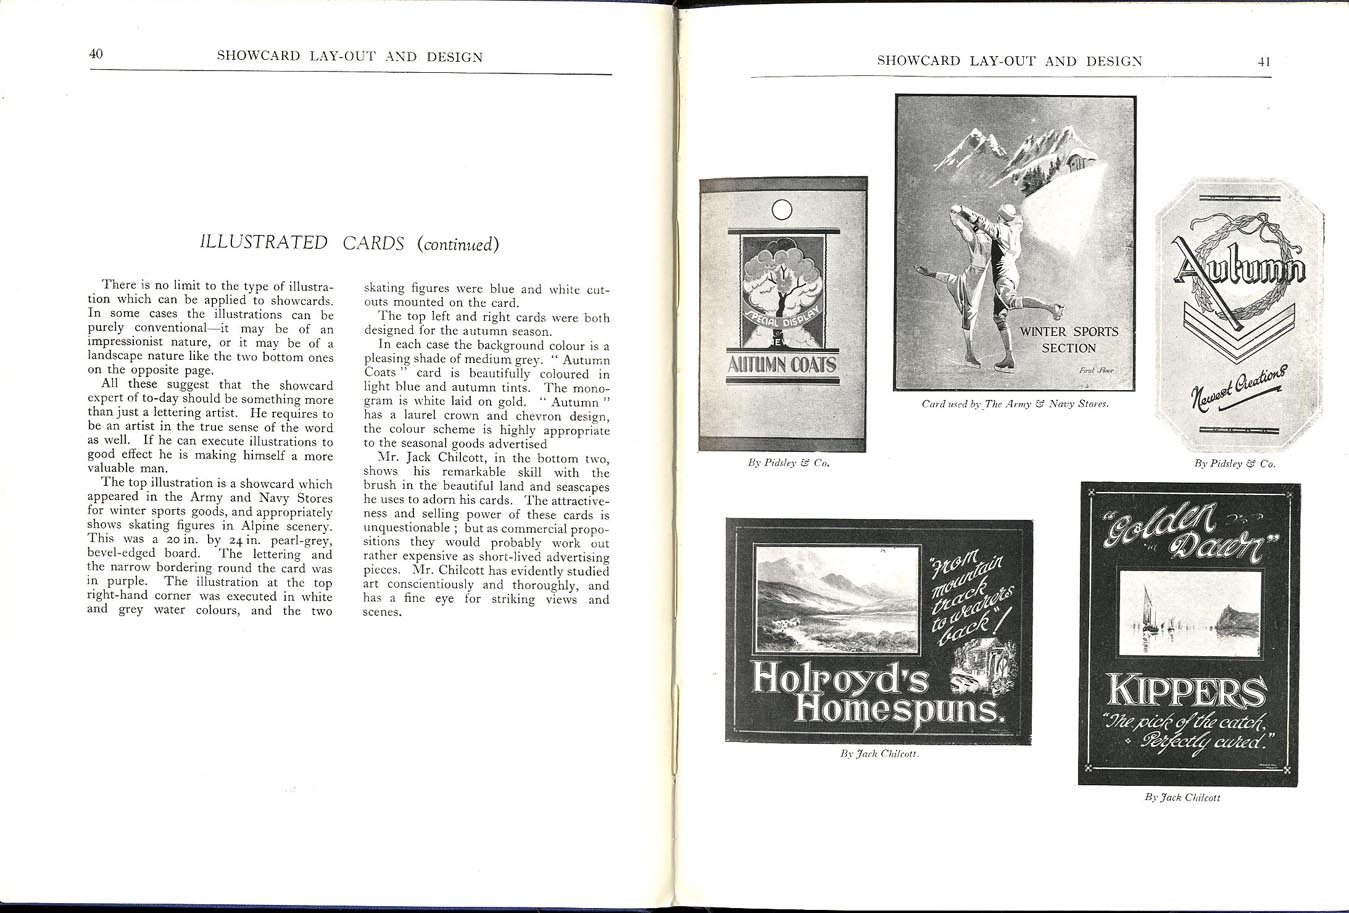 40
SHOWCARD LAY-OUT AND DESIGN
ILLUSTRATED CARDS (continued)
There is no limit to the type of illustra-
tion which can be applied to showcards.
In some cases the illustrations can be
purely conventional—it may be of an
impressionist nature, or it may be of a
landscape nature like the two bottom ones
on the opposite page.
All these suggest that the showcard
expert of to-day should be something more
than just a lettering artist. He requires to
be an artist in the true sense of the word
as well. If he can execute illustrations to
good effect he is making himself a more
valuable man.
The top illustration is a showcard which
appeared in the Army and Navy Stores
for winter sports goods, and appropriately
shows skating figures in Alpine scenery.
This was a 20 in. by 24 in. pearl-grey,
bevel-edged board. The lettering and
the narrow bordering round the card was
in purple. The illustration at the top
right-hand corner was executed in white
and grey water colours, and the two
skating figures were blue and white cut-
outs mounted on the card.
The top left and right cards were both
designed for the autumn season.
In each case the background colour is a
pleasing shade of medium grey. " Autumn
Coats " card is beautifully coloured in
light blue and autumn tints. The mono-
gram is white laid on gold. " Autumn "
has a laurel crown and chevron design,
the colour scheme is highly appropriate
to the seasonal goods advertised
Mr. Jack Chilcott, in the bottom two,
shows his remarkable skill with the
brush in the beautiful land and seascapes
he uses to adorn his cards. The attractive-
ness and selling power of these cards is
unquestionable ; but as commercial propo-
sitions they would probably work out
rather expensive as short-lived advertising
pieces. Mr. Chilcott has evidently studied
art conscientiously and thoroughly, and
has a fine eye for striking views and
scenes.
SHOWCARD LAY-OUT AND DESIGN
41
SPECIAL DISPLAY
NEW
AUTUMN COATS
By Pidsley & Co.
WINTER SPORTS
SECTION
First Floor
Card used by The Army & Navy Stores.
Autumn
Newest Creations
By Pidsley & Co.
"From
mountain
track
to wearers
back"!
Holroyd's
Homespuns.
By Jack Chilcott.
"Golden
Dawn"
KIPPERS
"The pick of the catch,
Perfectly cured."
By Jack Chilcott